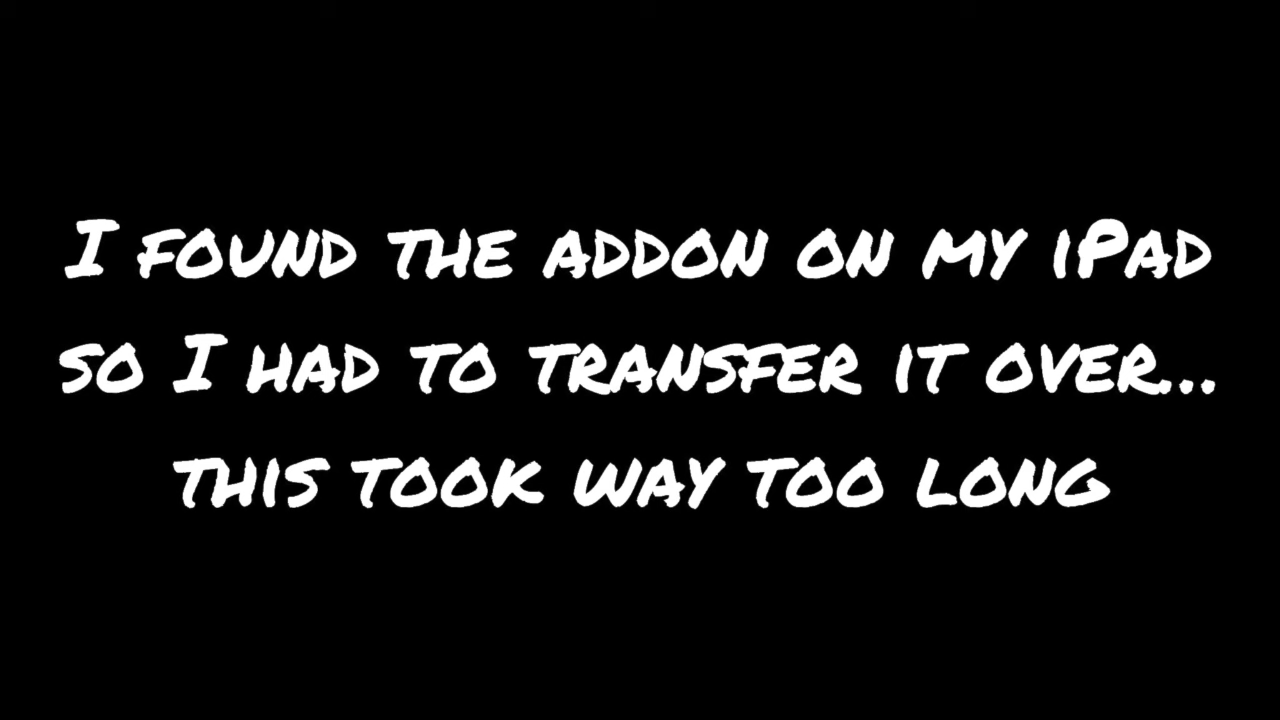 I found the addon on my iPad
so I had to transfer it over...
this took way too long